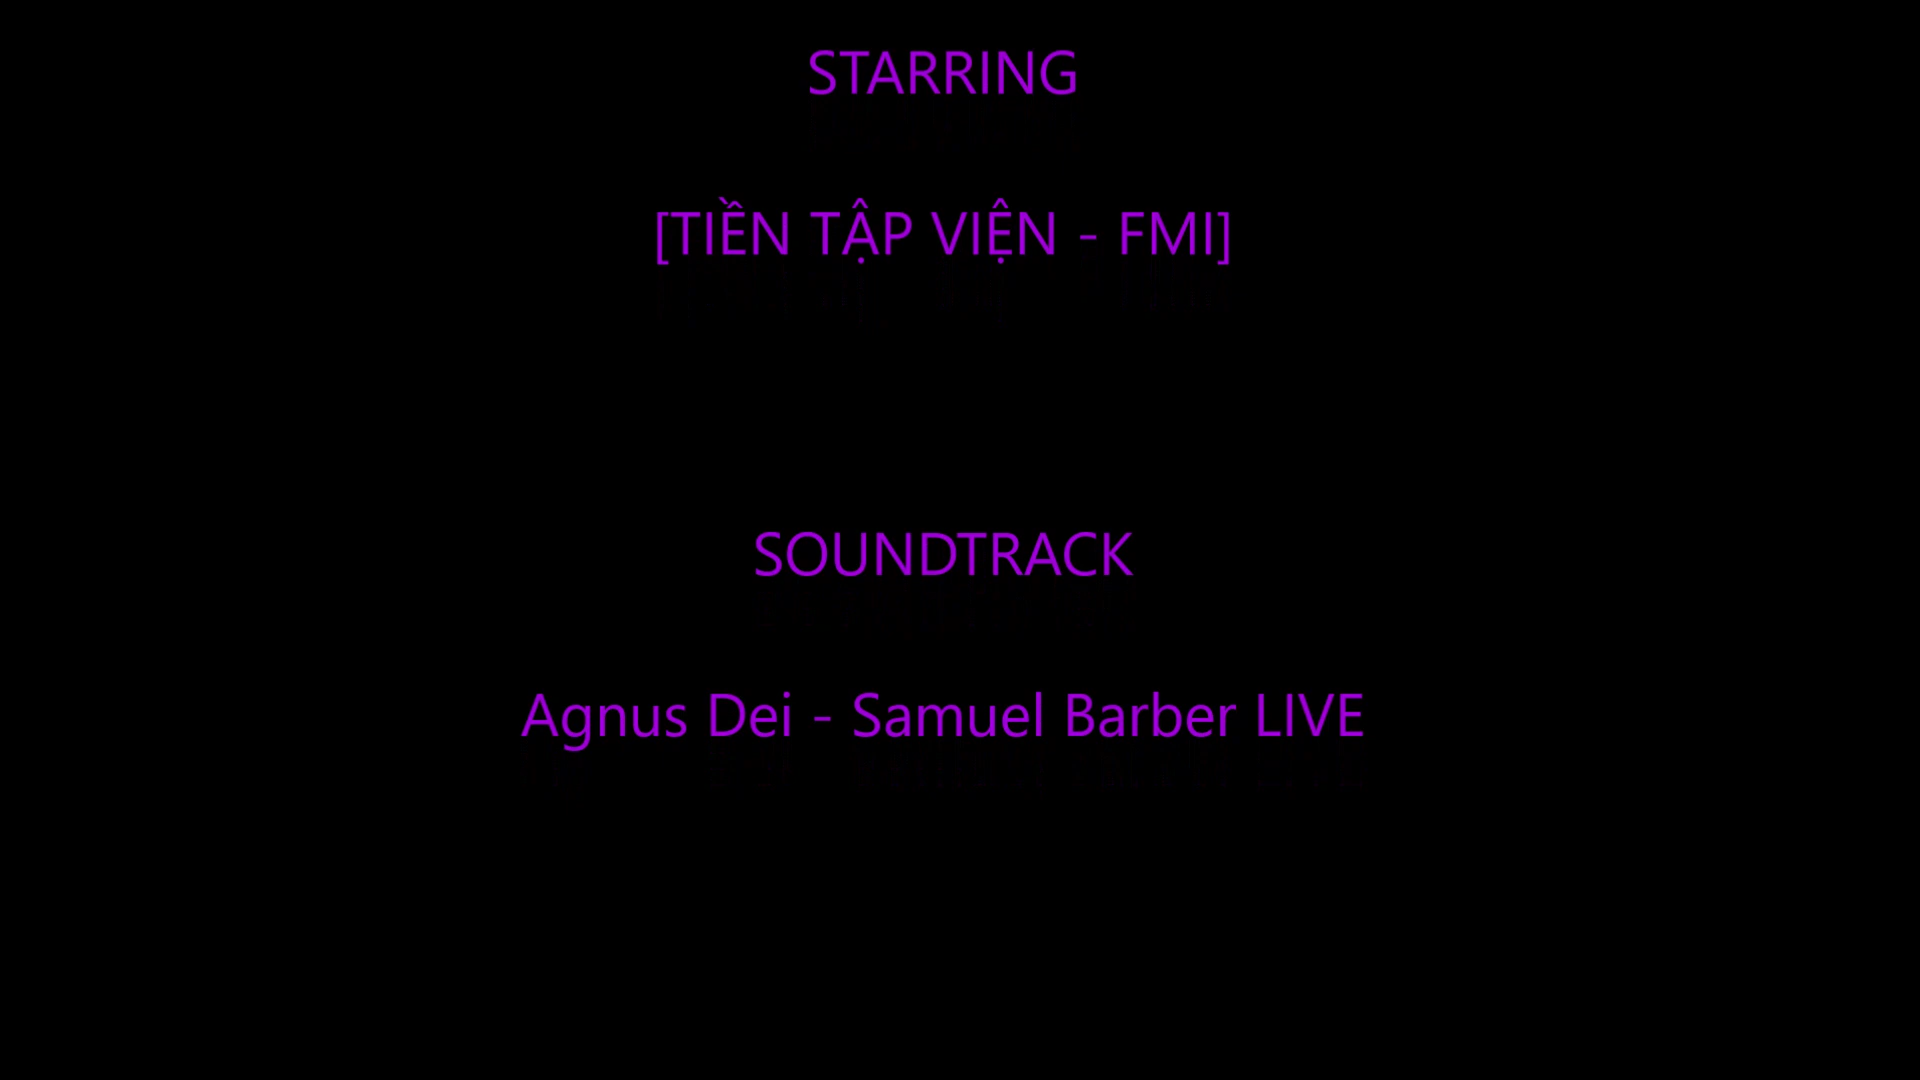 STARRING
[TIỀN TẬP VIỆN - FMI]
SOUNDTRACK
Agnus Dei - Samuel Barber LIVE